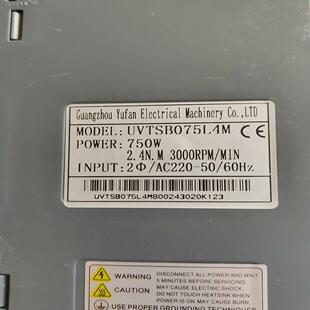 Guangzhou Yufan Electrical Machinery Co.,LTD
MODEL: UVTSB075L4M CE
POWER: 750W
2.4N.M 3000RPM/MIN
INPUT: 2Φ/AC220-50/60Hz
UVTSB075L4MB00243020K123
WARNING
DISCONNECT ALL POWER AND WAIT
5 MINUTES BEFORE SERVICING.
MAY CAUSE ELECTRIC SHOCK.
CAUTION
DO NOT TOUCH HEATSINK WHEN
POWER IS ON. MAY CAUSE BURN
USE PROPER GROUNDING TECHNIQUES